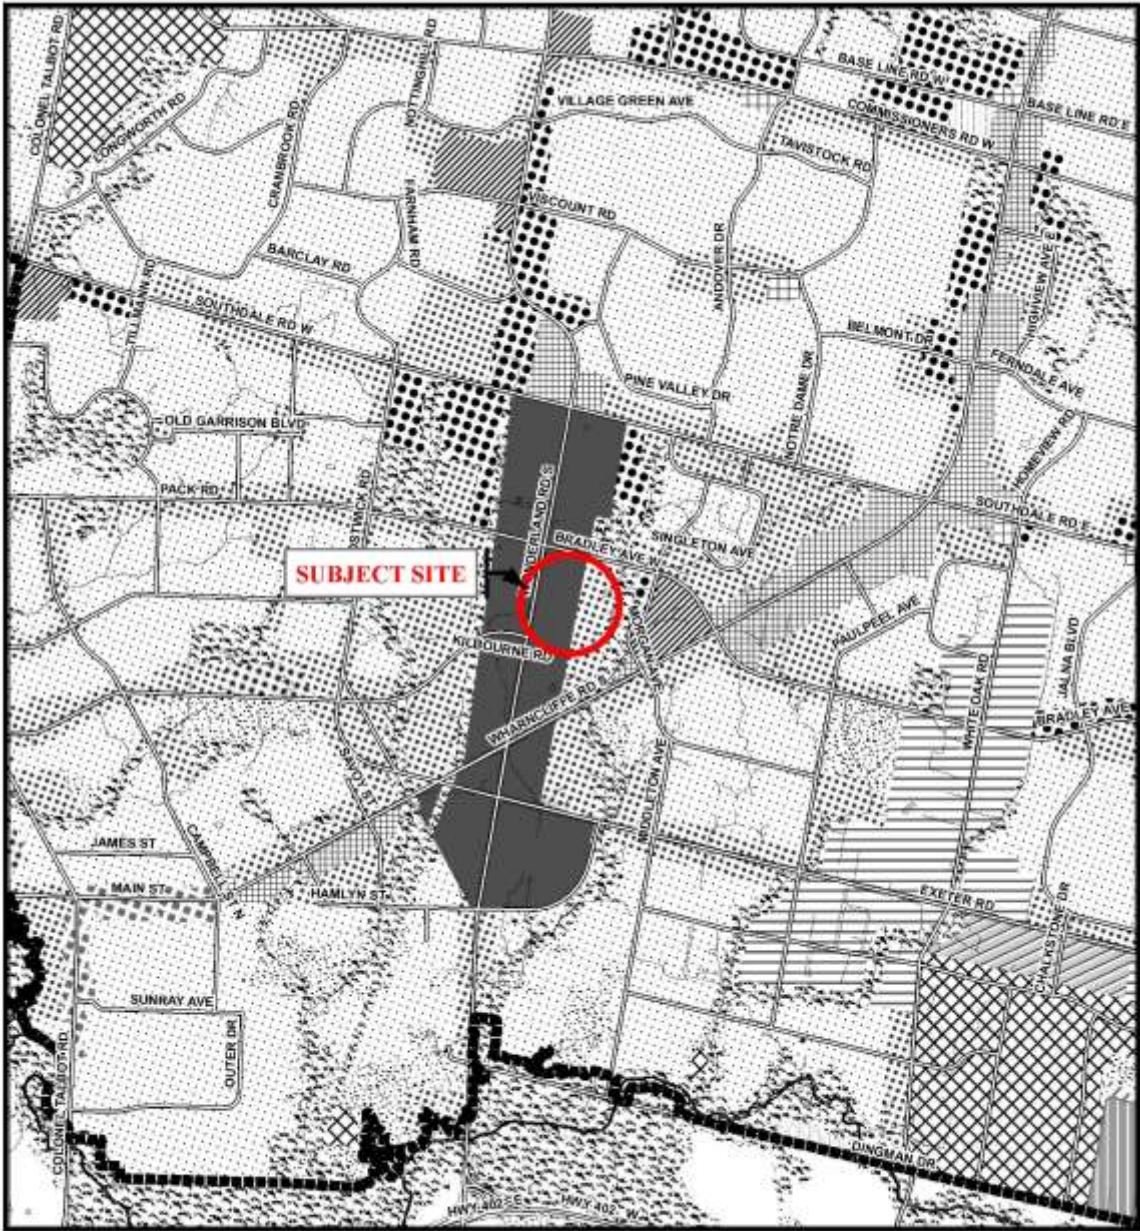 COLONEL TALBOT RD
LONGWORTH RD
CRANBROOK RD
NOTTINGHILL RD
VILLAGE GREEN AVE
BASE LINE RD W
BASE LINE RD E
COMMISSIONERS RD W
TAVISTOCK RD
FARNHAM RD
VISCOUNT RD
ANDOVER DR
BARCLAY RD
HIGHVIEW AVE
TILLMANN RD
SOUTHDALE RD W
BELMONT DR
FERNDALE AVE
PINE VALLEY DR
NOTRE DAME DR
OLD GARRISON BLVD
HOMEVIEW RD
PACK RD
SOUTHDALE RD E
SINGLETON AVE
BRADLEY AVE W
SUBJECT SITE
PAULPEEL AVE
KILBOURNE RD
JALNA BLVD
WHITE OAK RD
BRADLEY AVE
WHARNCLIFFE RD S
MIDDLETON AVE
JAMES ST
CAMPBELL S N
MAIN ST
HAMLYN ST
EXETER RD
CHALKSTONE DR
SUNRAY AVE
OUTER DR
COLONEL TALBOT RD
DINGMAN DR
HWY 402 E
HWY 402 W